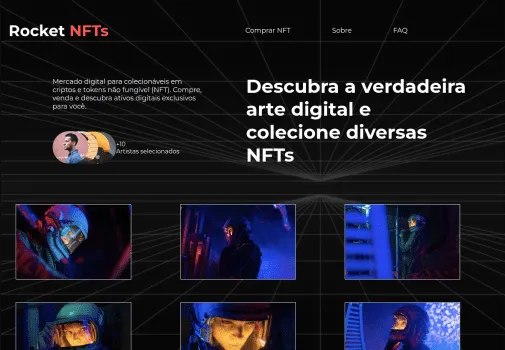 Rocket NFTs
Comprar NFT
Sobre
FAQ
Mercado digital para colecionáveis em
criptos e tokens não fungível (NFT). Compre,
venda e descubra ativos digitais exclusivos
para você.
+10
Artistas selecionados
Descubra a verdadeira
arte digital e
colecione diversas
NFTs